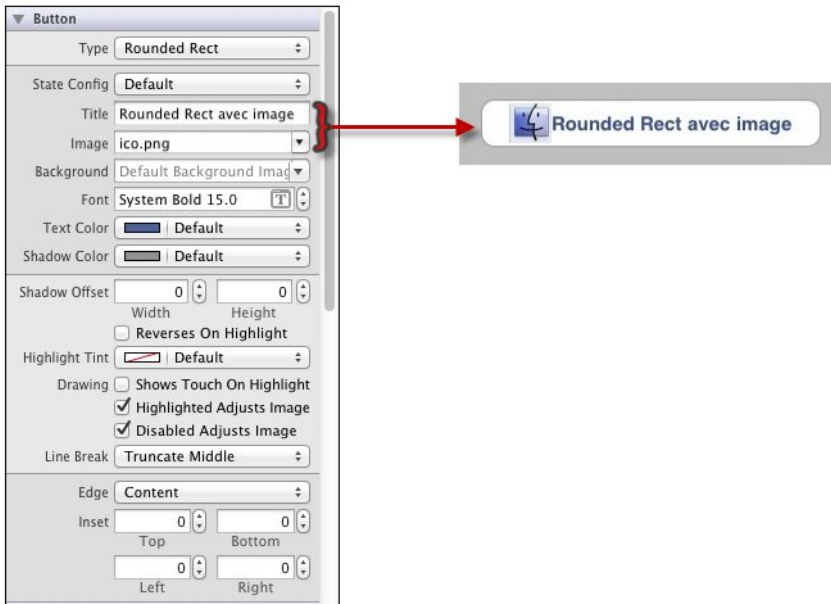 Button
Type Rounded Rect
State Config Default
Title Rounded Rect avec image
Image ico.png
Background Default Background Imag
Font System Bold 15.0 T
Text Color Default
Shadow Color Default
Shadow Offset 0 0
Width Height
Reverses On Highlight
Highlight Tint Default
Drawing Shows Touch On Highlight
Highlighted Adjusts Image
Disabled Adjusts Image
Line Break Truncate Middle
Edge Content
Inset 0 0
Top Bottom
0 0
Left Right
Rounded Rect avec image